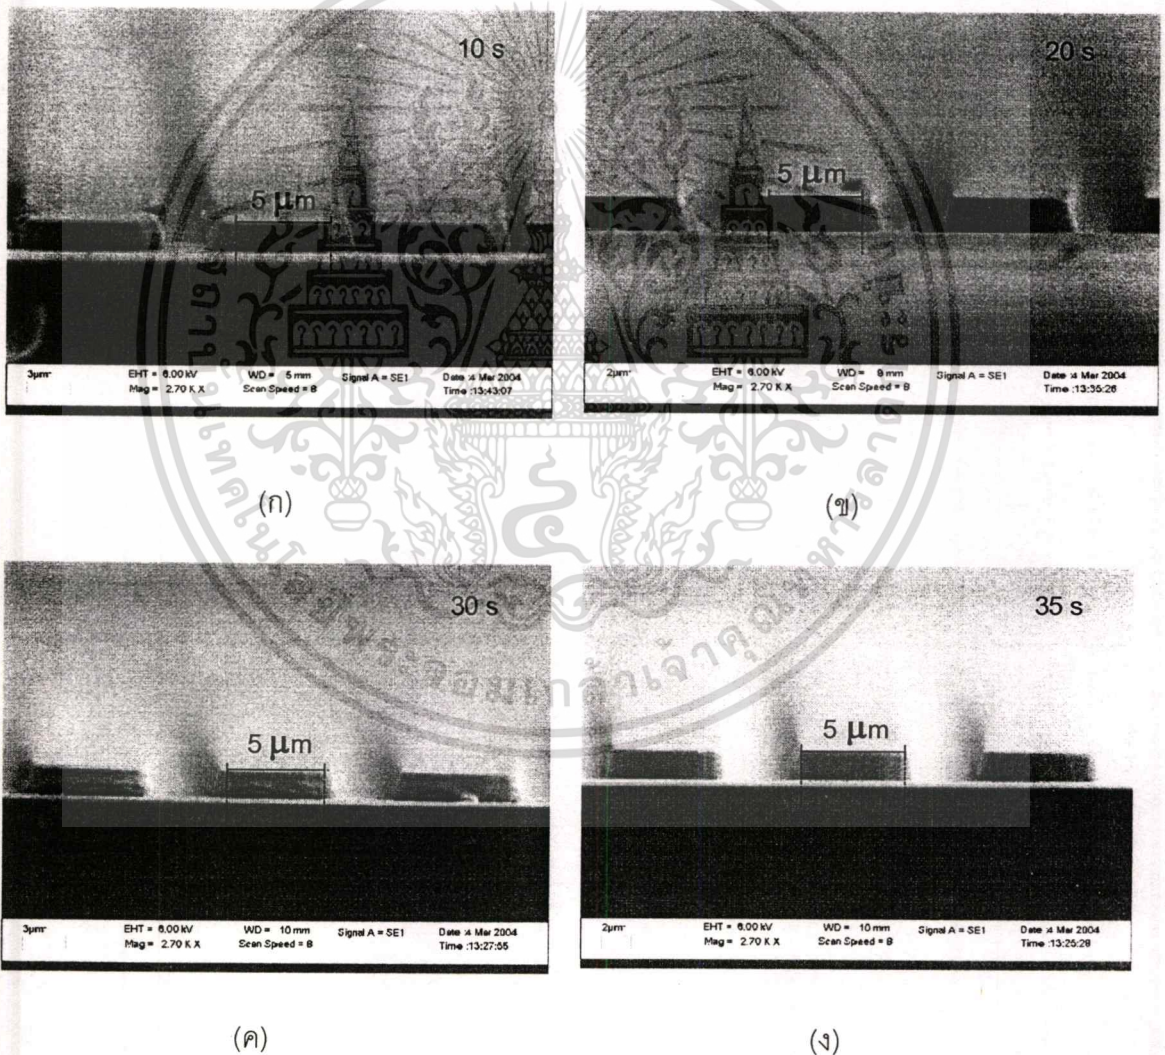 10 s
5 μm
3μm
EHT = 6.00 kV
WD = 5 mm
Signal A = SE1
Date :4 Mar 2004
Mag = 2.70 K X
Scan Speed = 8
Time :13:43:07
(ก)
20 s
5 μm
2μm
EHT = 6.00 kV
WD = 9 mm
Signal A = SE1
Date :4 Mar 2004
Mag = 2.70 K X
Scan Speed = 8
Time :13:35:26
(ข)
30 s
5 μm
3μm
EHT = 6.00 kV
WD = 10 mm
Signal A = SE1
Date :4 Mar 2004
Mag = 2.70 K X
Scan Speed = 8
Time :13:27:55
(ค)
35 s
5 μm
2μm
EHT = 6.00 kV
WD = 10 mm
Signal A = SE1
Date :4 Mar 2004
Mag = 2.70 K X
Scan Speed = 8
Time :13:25:28
(ง)